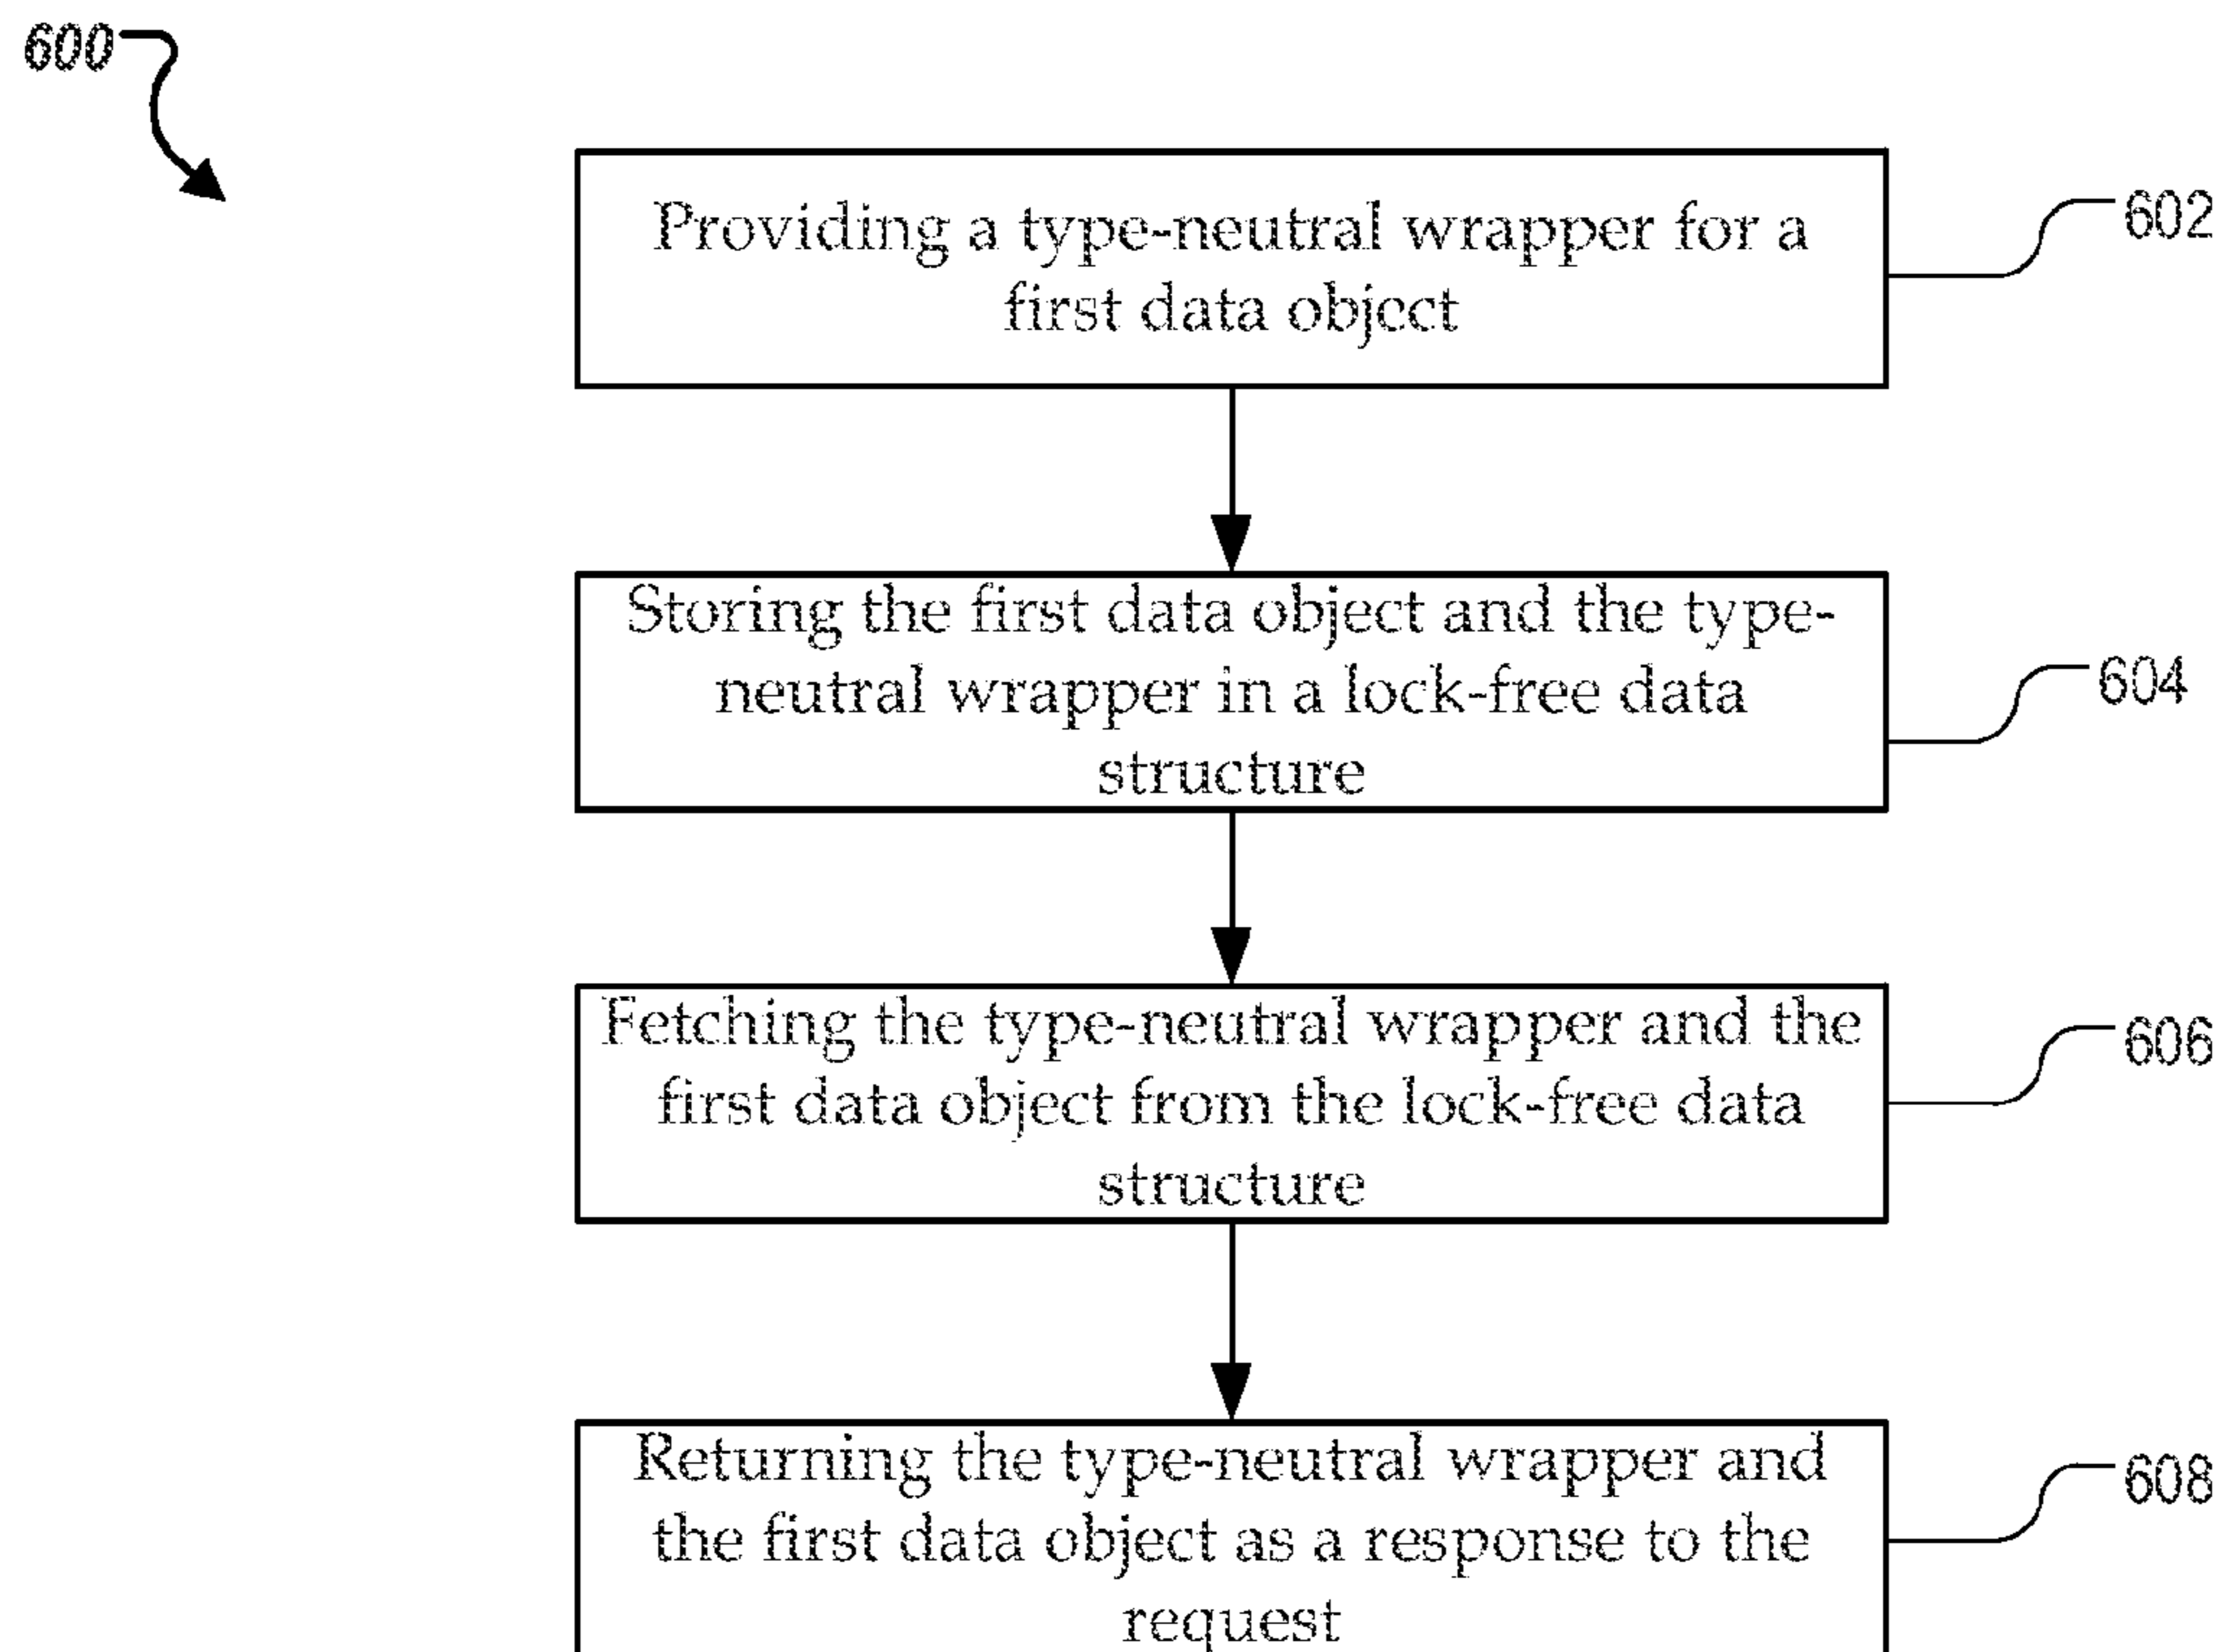 600
Providing a type-neutral wrapper for a
first data object
602
Storing the first data object and the type-
neutral wrapper in a lock-free data
structure
604
Fetching the type-neutral wrapper and the
first data object from the lock-free data
structure
606
Returning the type-neutral wrapper and
the first data object as a response to the
request
608